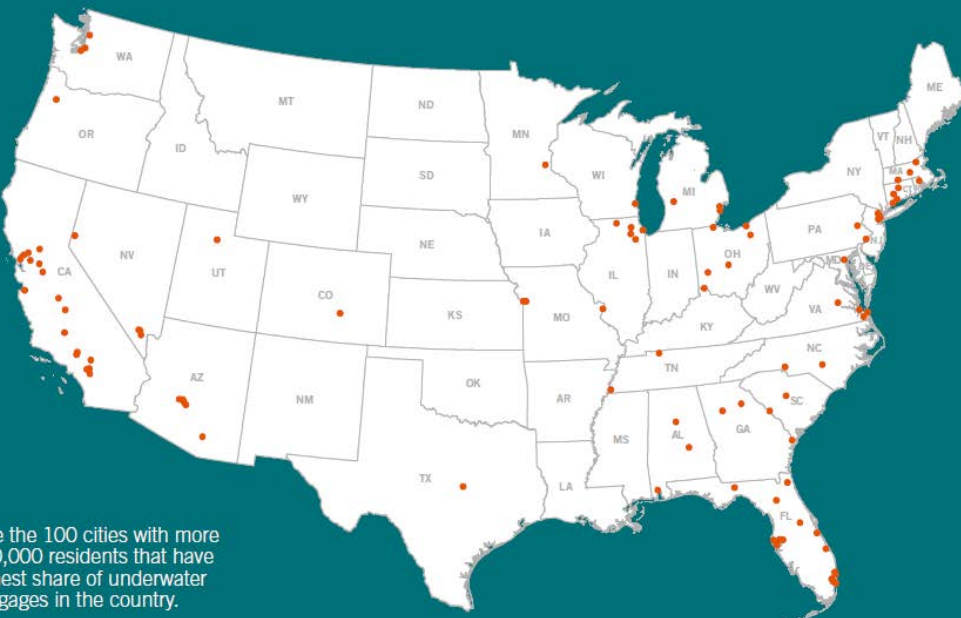 WA
MT
ND
MN
ME
VT
NH
OR
ID
SD
WI
MI
NY
MA
CT
WY
IA
PA
NJ
NV
NE
IL
IN
OH
MD
DE
CA
UT
CO
KS
MO
WV
VA
KY
NC
AZ
NM
OK
AR
TN
SC
TX
LA
MS
AL
GA
FL
e the 100 cities with more
0,000 residents that have
nest share of underwater
gages in the country.